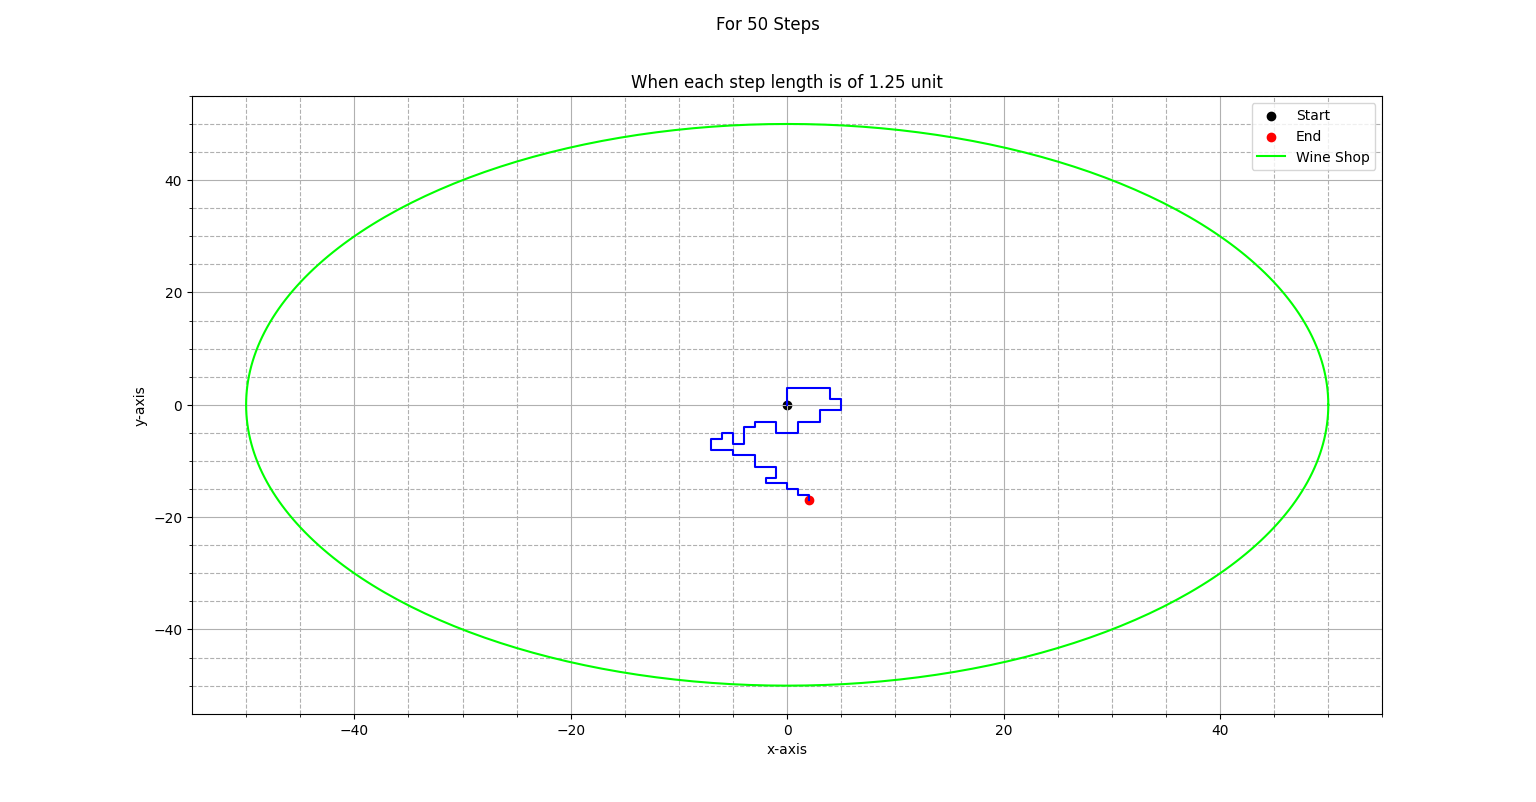 For 50 Steps
When each step length is of 1.25 unit
Start
End
Wine Shop
40
20
0
−20
−40
y-axis
−40
−20
0
20
40
x-axis